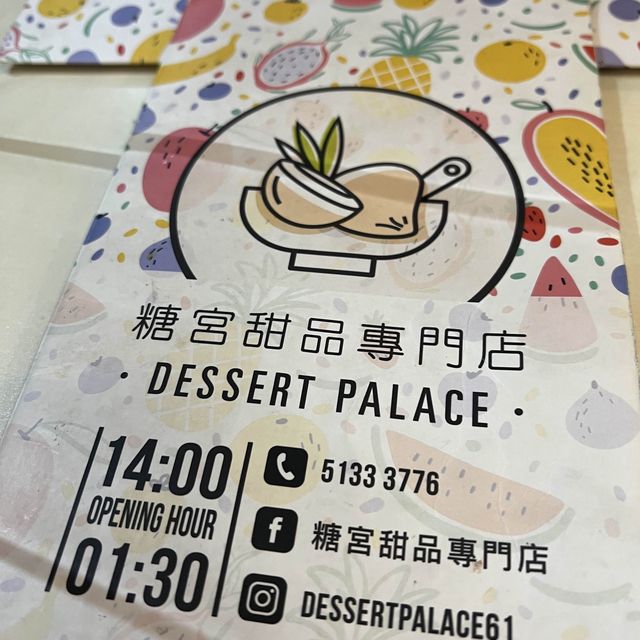 糖宮甜品專門店
· DESSERT PALACE ·
14:00
OPENING HOUR
01:30
5133 3776
糖宮甜品專門店
DESSERTPALACE61